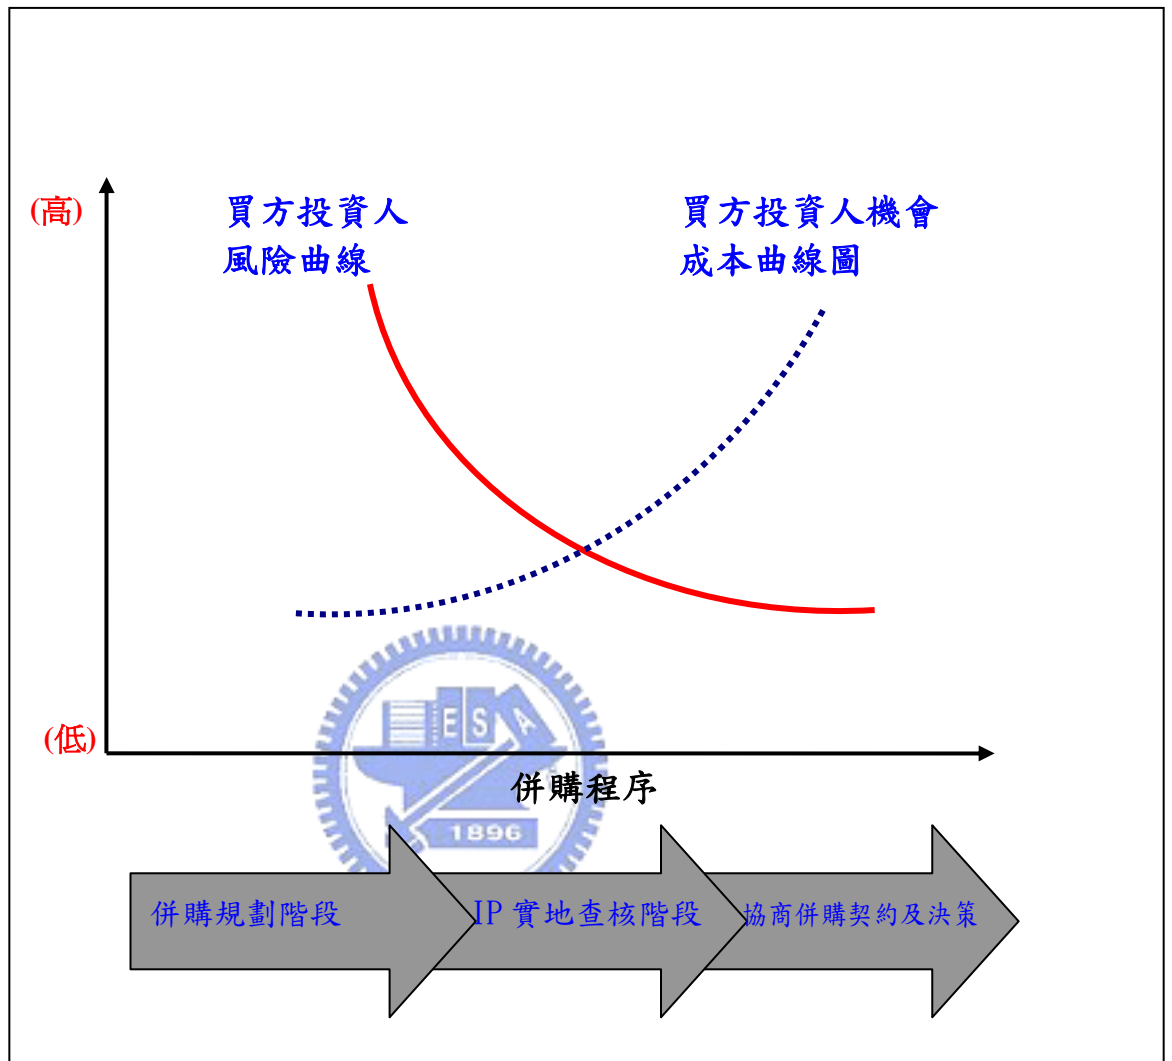 (高)
買方投資人
風險曲線
買方投資人機會
成本曲線圖
(低)
ESA
併購程序
1896
併購規劃階段
IP 實地查核階段
協商併購契約及決策